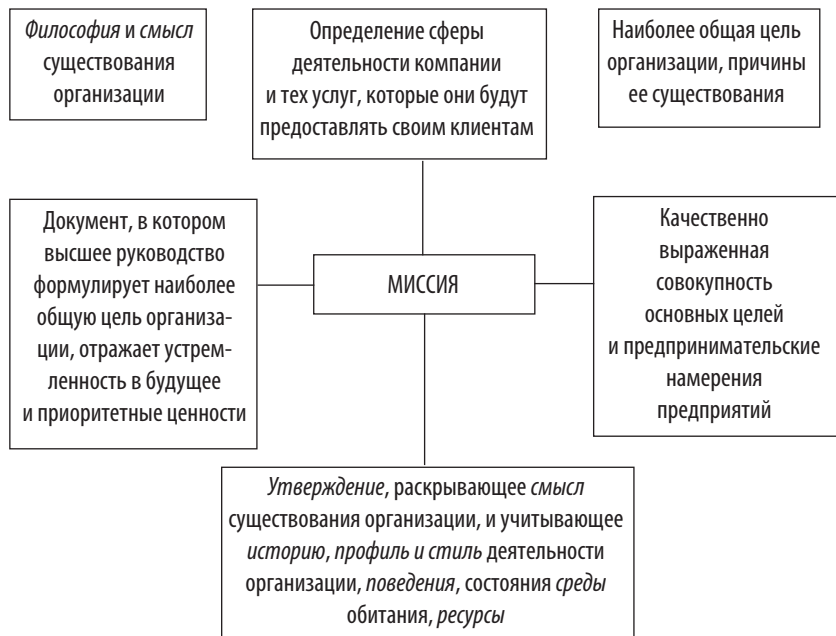 Философия и смысл
существования
организации
Определение сферы
деятельности компании
и тех услуг, которые они будут
предоставлять своим клиентам
Наиболее общая цель
организации, причины
ее существования
Документ, в котором
высшее руководство
формулирует наиболее
общую цель организа-
ции, отражает устрем-
ленность в будущее
и приоритетные ценности
МИССИЯ
Качественно
выраженная
совокупность
основных целей
и предпринимательские
намерения
предприятий
Утверждение, раскрывающее смысл
существования организации, и учитывающее
историю, профиль и стиль деятельности
организации, поведения, состояния среды
обитания, ресурсы